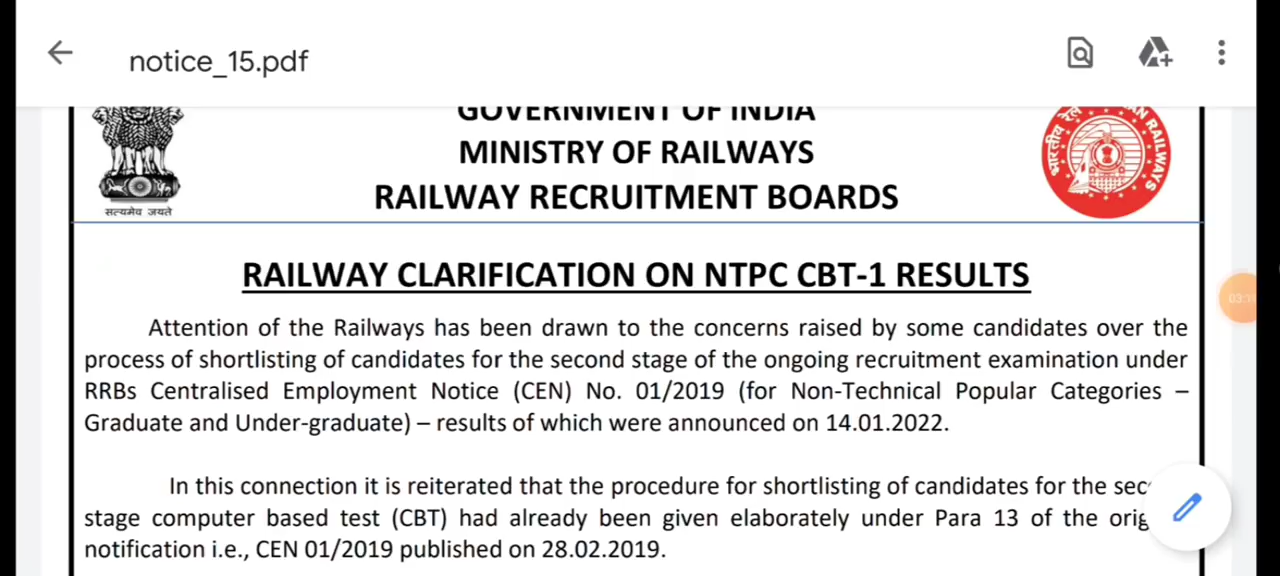 notice_15.pdf
GOVERNMENT OF INDIA
MINISTRY OF RAILWAYS
RAILWAY RECRUITMENT BOARDS
सत्यमेव जयते
भारतीय रेल
RAILWAYS
RAILWAY CLARIFICATION ON NTPC CBT-1 RESULTS
Attention of the Railways has been drawn to the concerns raised by some candidates over the
process of shortlisting of candidates for the second stage of the ongoing recruitment examination under
RRBs Centralised Employment Notice (CEN) No. 01/2019 (for Non-Technical Popular Categories –
Graduate and Under-graduate) – results of which were announced on 14.01.2022.
In this connection it is reiterated that the procedure for shortlisting of candidates for the
stage computer based test (CBT) had already been given elaborately under Para 13 of the
notification i.e., CEN 01/2019 published on 28.02.2019.